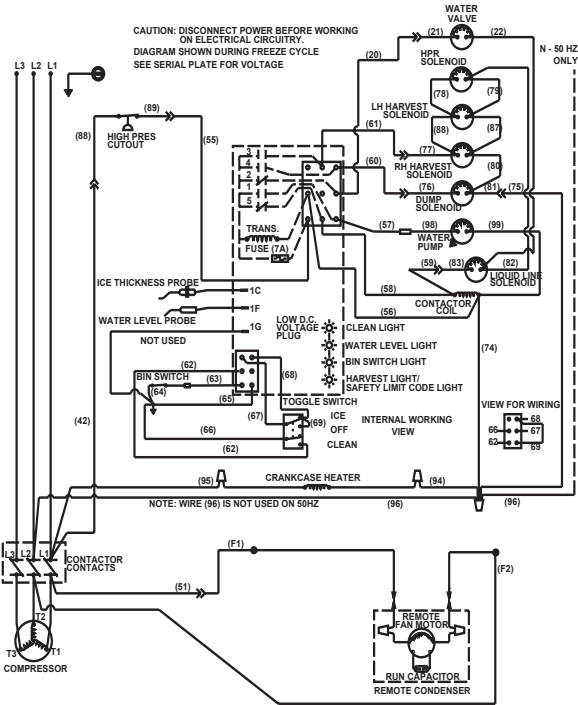 WATER
VALVE
CAUTION: DISCONNECT POWER BEFORE WORKING
ON ELECTRICAL CIRCUITRY.
DIAGRAM SHOWN DURING FREEZE CYCLE
SEE SERIAL PLATE FOR VOLTAGE
(21)
(22)
(20)
HPR
SOLENOID
N - 50 HZ
ONLY
L3 L2 L1
(78)
(79)
(89)
(88)
HIGH PRES
CUTOUT
(55)
LH HARVEST
SOLENOID
(61)
(88)
(87)
3
4
2
1
5
(60)
(77)
(80)
RH HARVEST
SOLENOID
(76)
(81)
(75)
DUMP
SOLENOID
TRANS.
FUSE (7A)
(57)
(98)
(99)
WATER
PUMP
(59)
(83)
(82)
LIQUID LINE
SOLENOID
ICE THICKNESS PROBE
1C
(58)
CONTACTOR
COIL
1F
(56)
WATER LEVEL PROBE
1G
NOT USED
LOW D.C.
VOLTAGE
PLUG
CLEAN LIGHT
WATER LEVEL LIGHT
BIN SWITCH LIGHT
HARVEST LIGHT/
SAFETY LIMIT CODE LIGHT
(74)
(62)
BIN SWITCH
(63)
(68)
(64)
(65)
TOGGLE SWITCH
VIEW FOR WIRING
(67)
ICE
(69)
OFF
CLEAN
INTERNAL WORKING
VIEW
68
66
67
62
69
(42)
(66)
(62)
(95)
CRANKCASE HEATER
(94)
NOTE: WIRE (96) IS NOT USED ON 50HZ
(96)
(96)
L3 L2 L1
CONTACTOR
CONTACTS
(F1)
(F2)
(51)
T2
T3
T1
COMPRESSOR
REMOTE
FAN MOTOR
RUN CAPACITOR
REMOTE CONDENSER